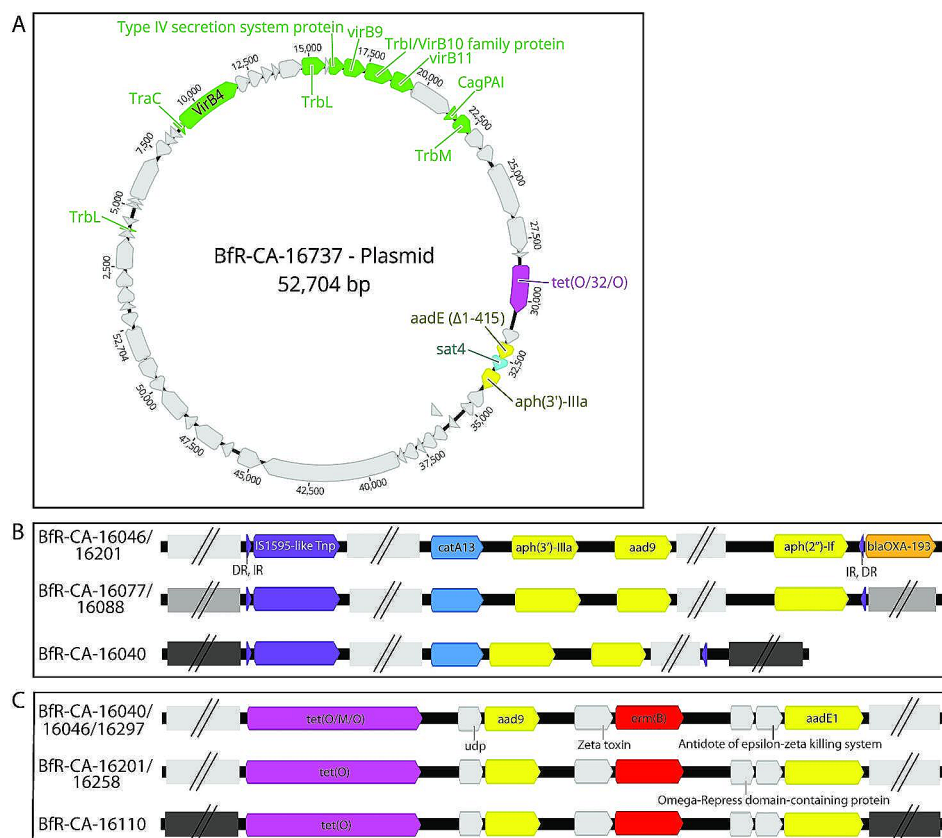 A
Type IV secretion system protein
virB9
TrbI/VirB10 family protein
virB11
CagPAI
TrbM
TrbL
TraC
VirB4
TrbL
2,500
5,000
7,500
10,000
12,500
15,000
17,500
20,000
22,500
25,000
27,500
30,000
32,500
35,000
37,500
40,000
42,500
45,000
47,500
50,000
52,704
BfR-CA-16737 - Plasmid
52,704 bp
tet(O/32/O)
aadE (Δ1-415)
sat4
aph(3')-IIIa
B
BfR-CA-16046/
16201
IS1595-like Tnp
catA13
aph(3')-IIIa
aad9
aph(2")-If
blaOXA-193
DR, IR
IR, DR
BfR-CA-16077/
16088
BfR-CA-16040
C
BfR-CA-16040/
16046/16297
tet(O/M/O)
aad9
erm(B)
aadE1
udp
Zeta toxin
Antidote of epsilon-zeta killing system
BfR-CA-16201/
16258
tet(O)
Omega-Repress domain-containing protein
BfR-CA-16110
tet(O)